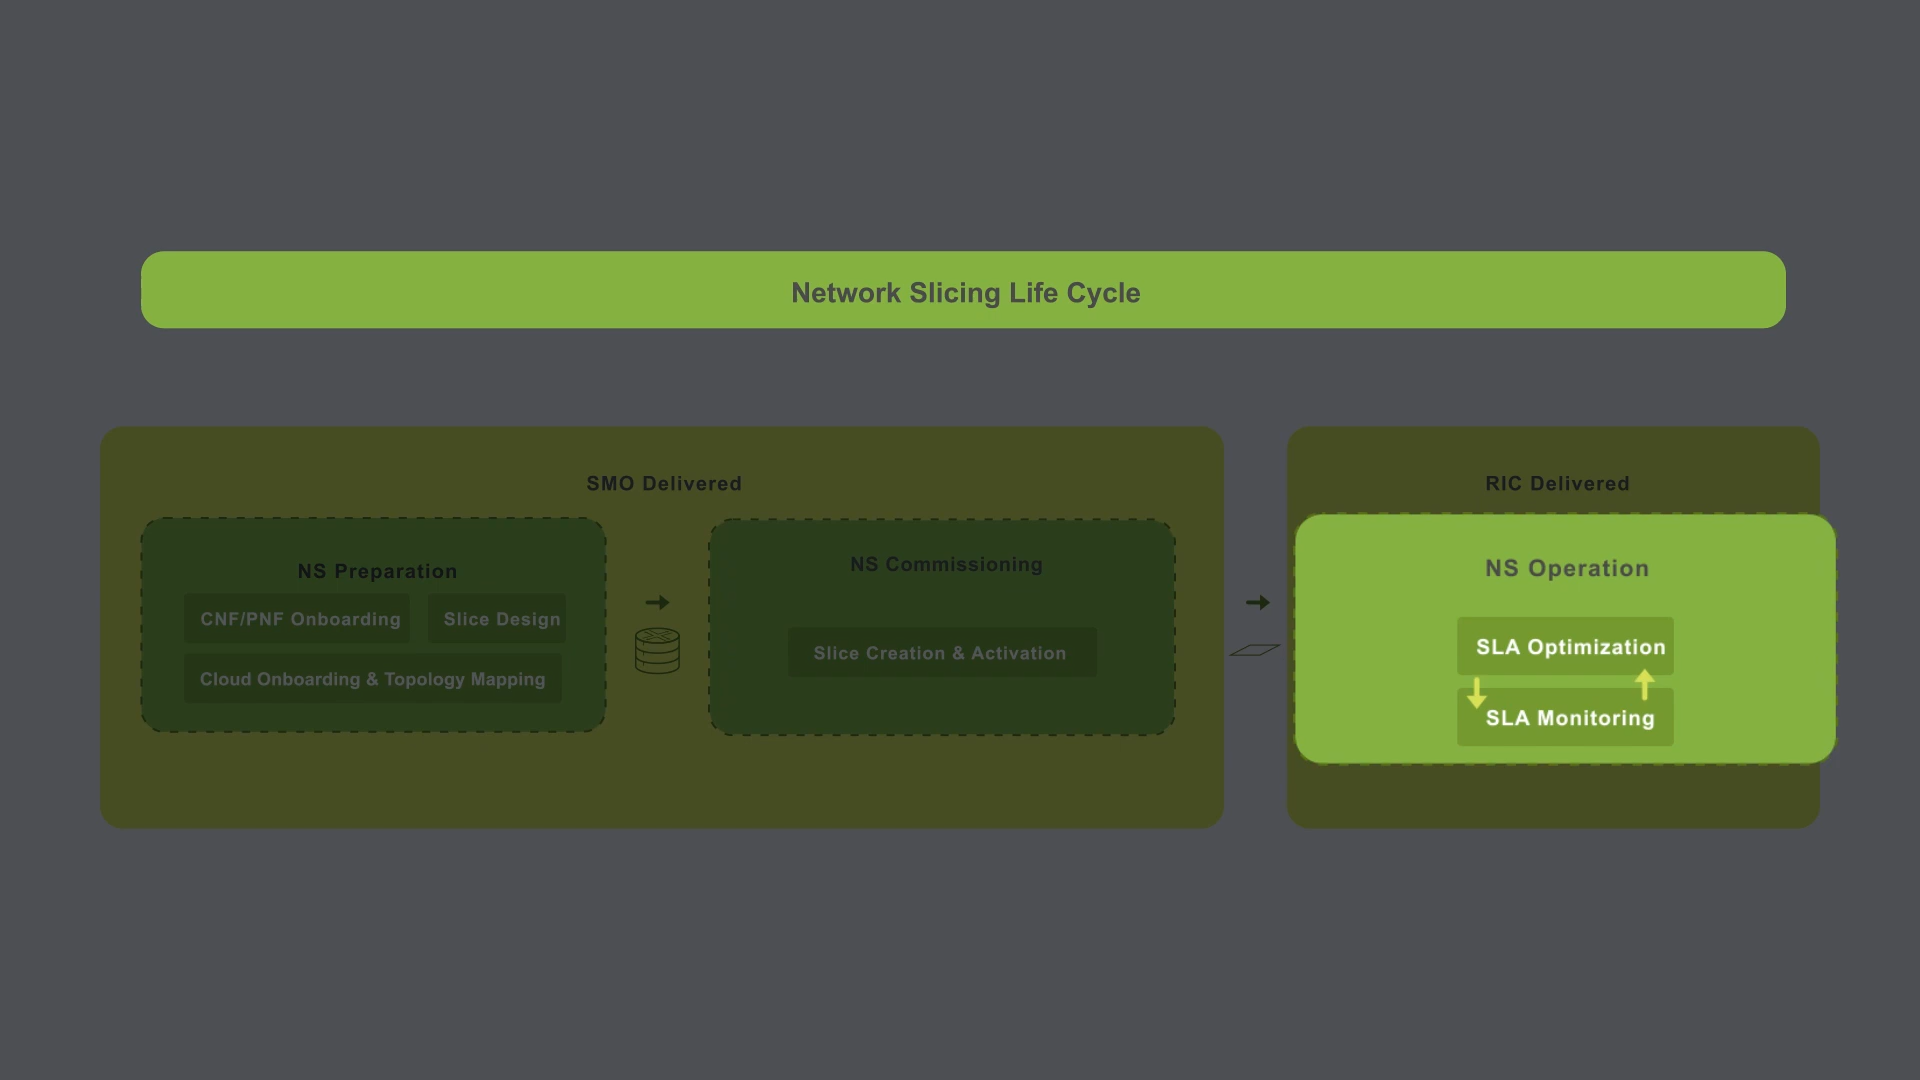 Network Slicing Life Cycle
SMO Delivered
NS Preparation
CNF/PNF Onboarding
Slice Design
Cloud Onboarding & Topology Mapping
NS Commissioning
Slice Creation & Activation
RIC Delivered
NS Operation
SLA Optimization
SLA Monitoring